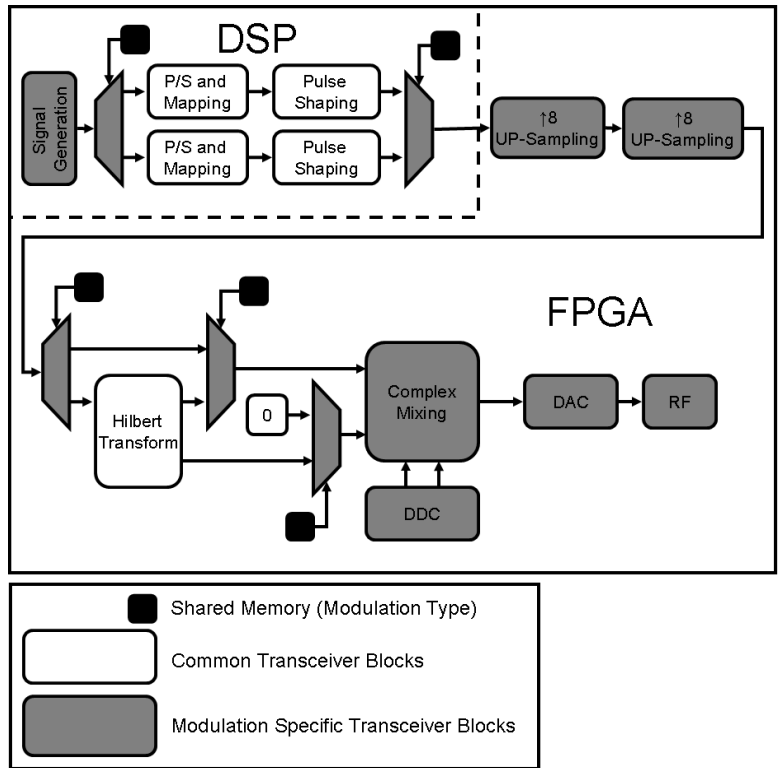 DSP
Signal
Generation
P/S and
Mapping
Pulse
Shaping
P/S and
Mapping
Pulse
Shaping
↑8
UP-Sampling
↑8
UP-Sampling
FPGA
Hilbert
Transform
0
Complex
Mixing
DDC
DAC
RF
Shared Memory (Modulation Type)
Common Transceiver Blocks
Modulation Specific Transceiver Blocks